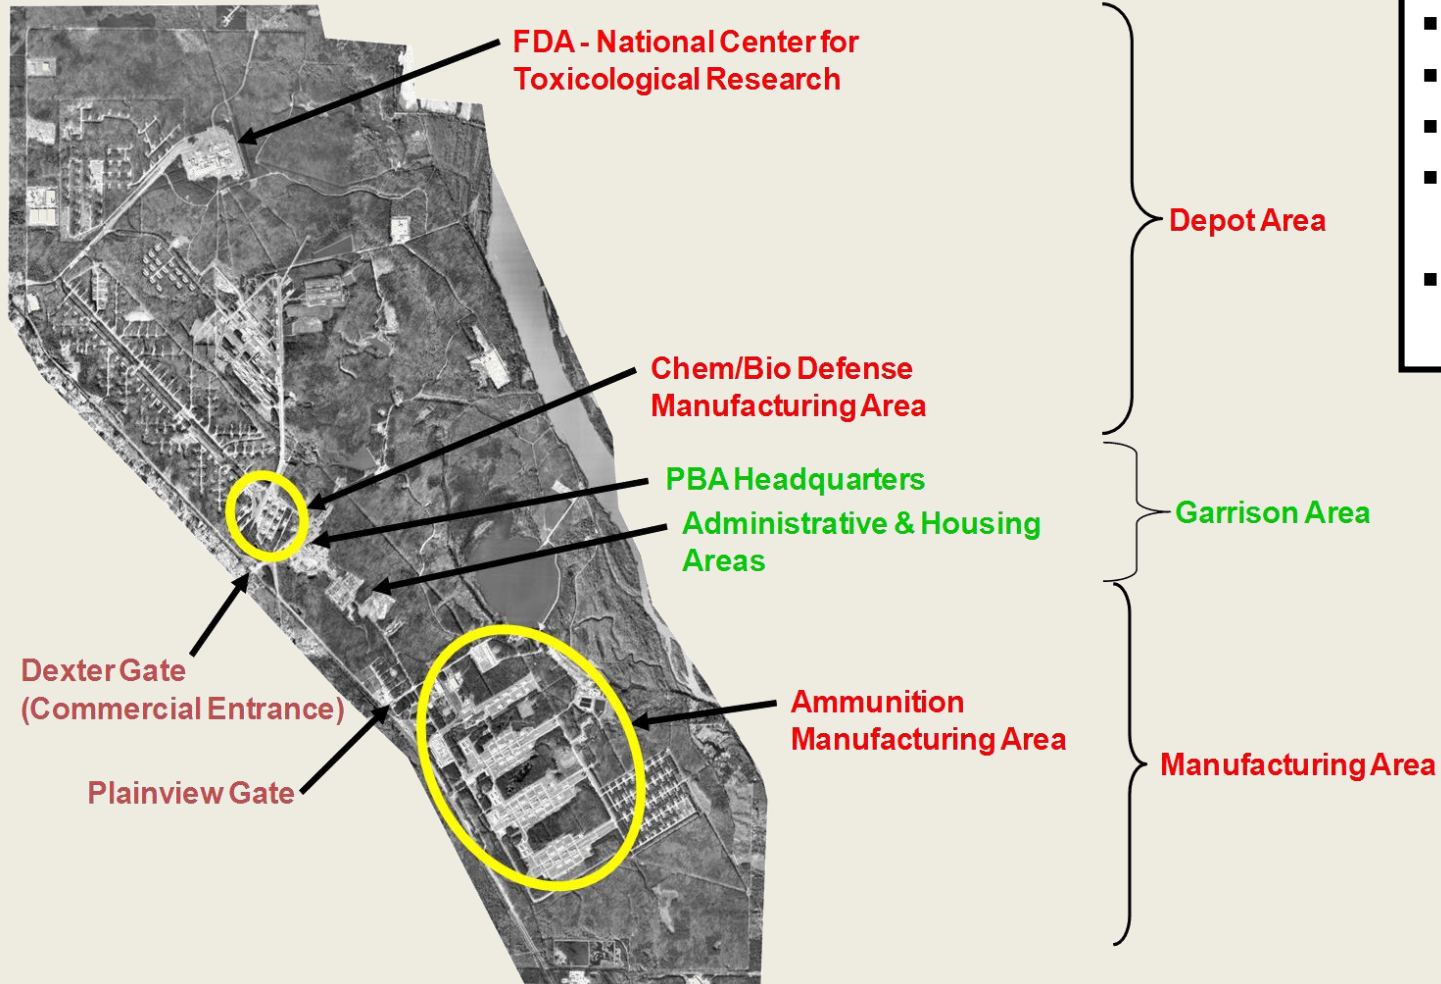 FDA - National Center for
Toxicological Research
Depot Area
Chem/Bio Defense
Manufacturing Area
PBA Headquarters
Administrative & Housing
Areas
Garrison Area
Dexter Gate
(Commercial Entrance)
Ammunition
Manufacturing Area
Manufacturing Area
Plainview Gate